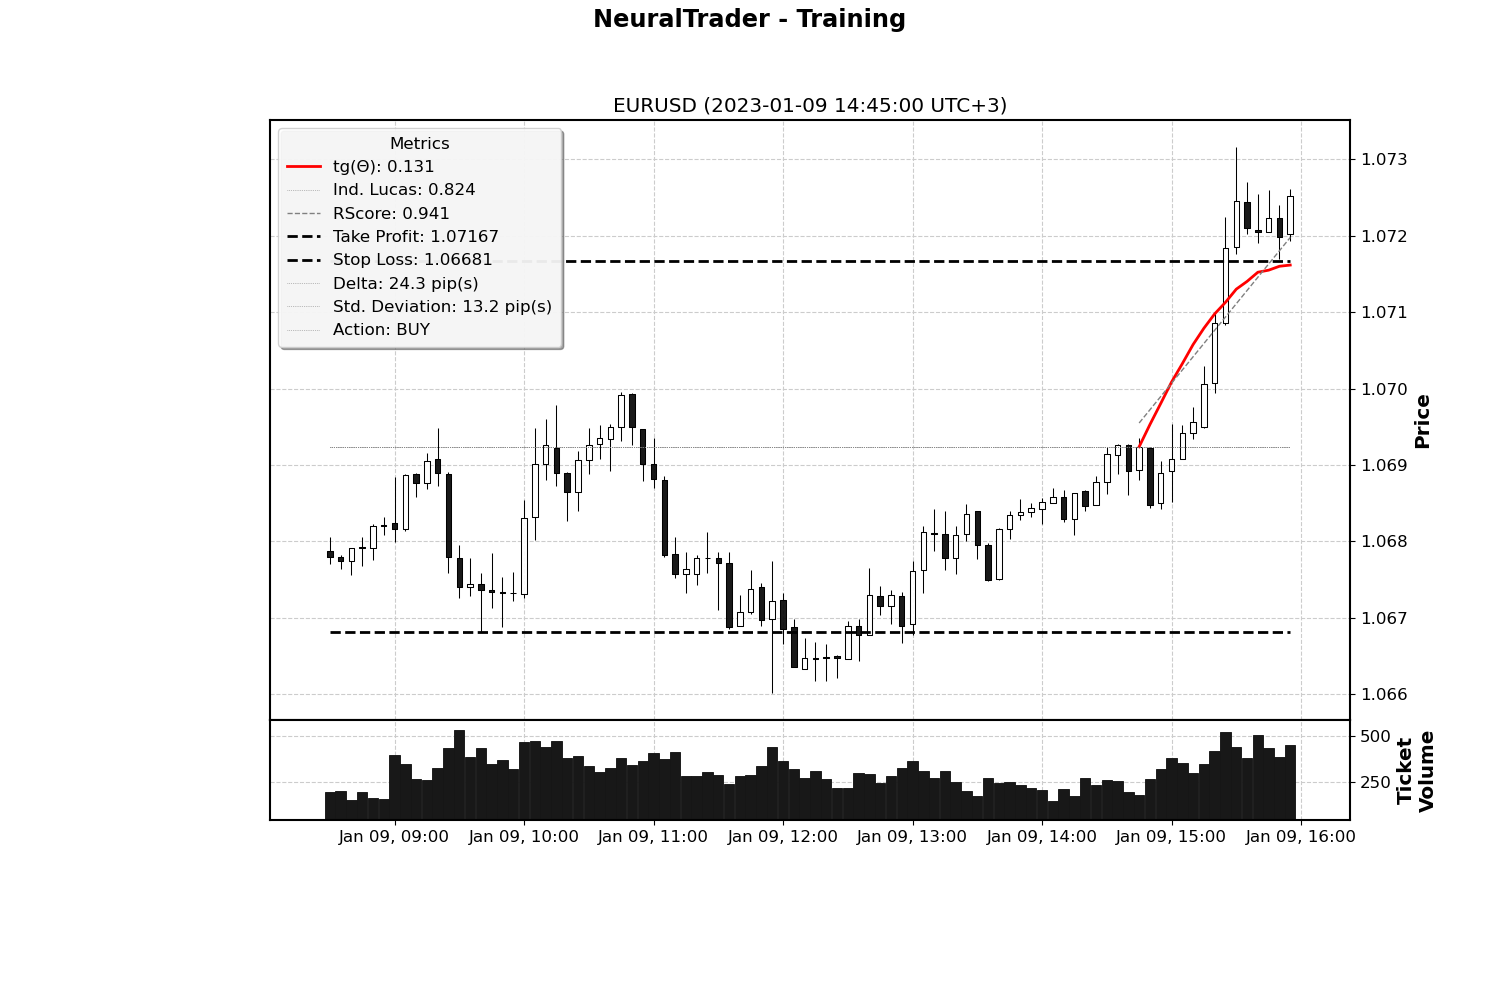 NeuralTrader - Training
EURUSD (2023-01-09 14:45:00 UTC+3)
Metrics
tg(Θ): 0.131
Ind. Lucas: 0.824
RScore: 0.941
Take Profit: 1.07167
Stop Loss: 1.06681
Delta: 24.3 pip(s)
Std. Deviation: 13.2 pip(s)
Action: BUY
1.073
1.072
1.071
1.070
1.069
1.068
1.067
1.066
Price
500
250
Ticket
Volume
Jan 09, 09:00
Jan 09, 10:00
Jan 09, 11:00
Jan 09, 12:00
Jan 09, 13:00
Jan 09, 14:00
Jan 09, 15:00
Jan 09, 16:00